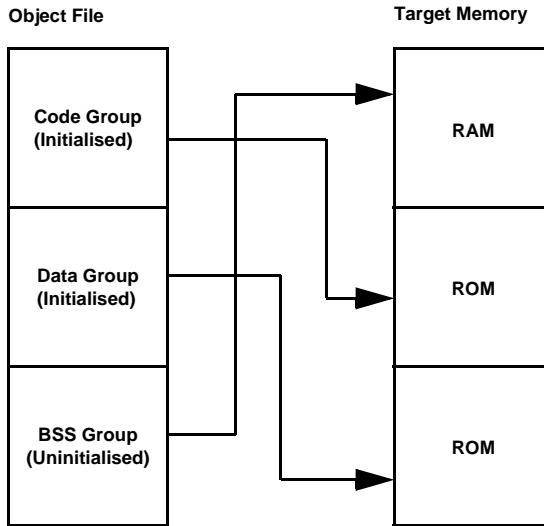 Object File
Target Memory
Code Group
(Initialised)
RAM
Data Group
(Initialised)
ROM
BSS Group
(Uninitialised)
ROM